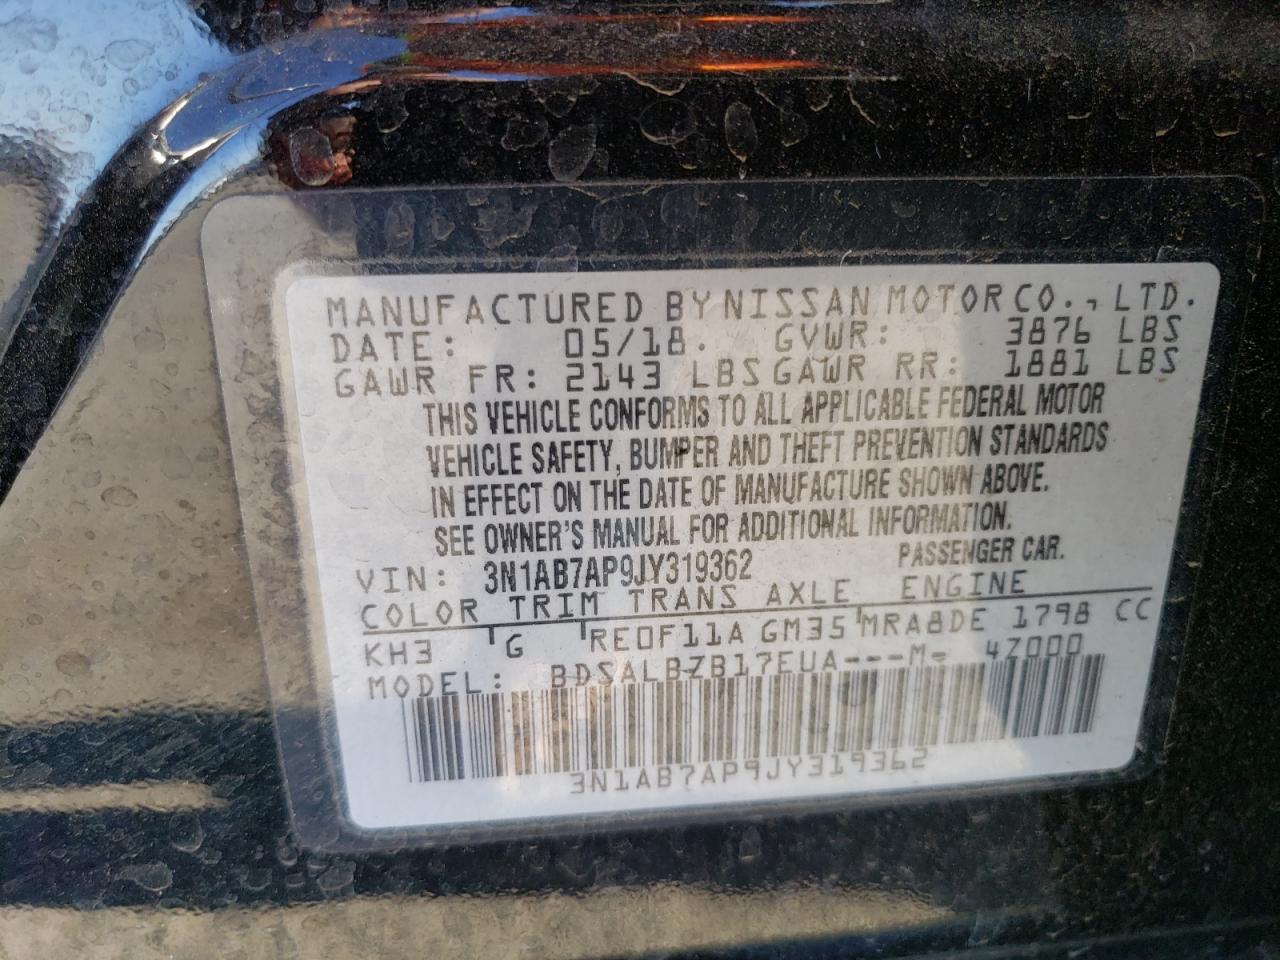 MANUFACTURED BY NISSAN MOTOR CO., LTD.
DATE: 05/18. GVWR: 3876 LBS
GAWR FR: 2143 LBS GAWR RR: 1881 LBS
THIS VEHICLE CONFORMS TO ALL APPLICABLE FEDERAL MOTOR
VEHICLE SAFETY, BUMPER AND THEFT PREVENTION STANDARDS
IN EFFECT ON THE DATE OF MANUFACTURE SHOWN ABOVE.
SEE OWNER'S MANUAL FOR ADDITIONAL INFORMATION.
VIN: 3N1AB7AP9JY319362 PASSENGER CAR.
COLOR TRIM TRANS AXLE ENGINE
KH3 G RE0F11A GM35 MRA8DE 1798 CC
MODEL: BDSALBZB17EUA---M- 4Z000
3N1AB7AP9JY319362